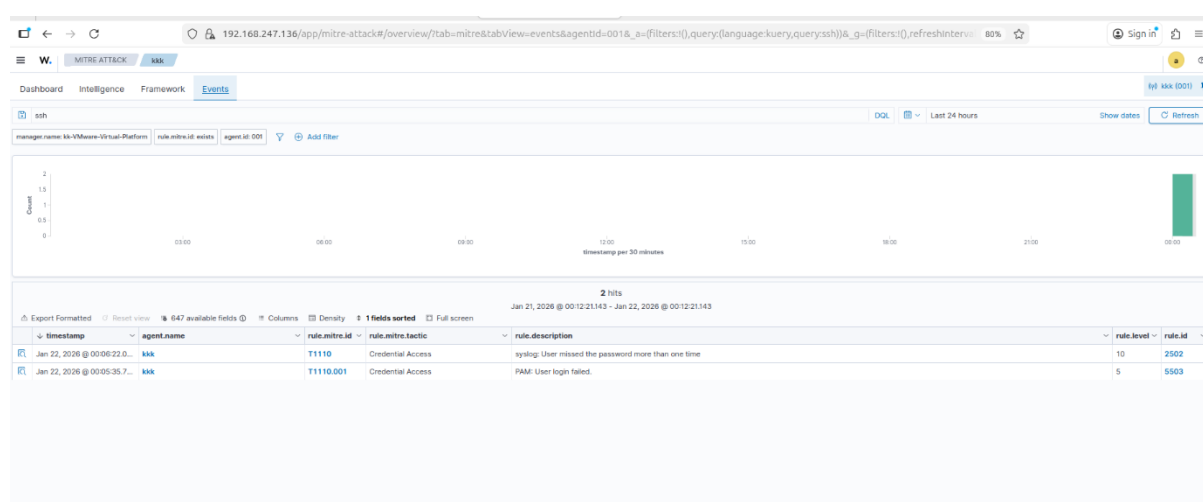 192.168.247.136/app/mitre-attack#/overview/?tab=mitre&tabView=events&agentId=001&_a=(filters:!(),query:(language:kuery,query:ssh))&_g=(filters:!(),refreshInterva 80% Sign in
W. MITRE ATT&CK kkk a
Dashboard Intelligence Framework Events kkk (001)
ssh DQL Last 24 hours Show dates Refresh
manager.name: kk-VMware-Virtual-Platform rule.mitre.id: exists agent.id: 001 Add filter
2
1.5
1
0.5
0
Count
03:00 06:00 09:00 12:00 15:00 18:00 21:00 00:00
timestamp per 30 minutes
2 hits
Jan 21, 2026 @ 00:12:21.143 - Jan 22, 2026 @ 00:12:21.143
Export Formatted Reset view 647 available fields Columns Density 1 fields sorted Full screen
timestamp agent.name rule.mitre.id rule.mitre.tactic rule.description rule.level rule.id
Jan 22, 2026 @ 00:06:22.0... kkk T1110 Credential Access syslog: User missed the password more than one time 10 2502
Jan 22, 2026 @ 00:05:35.7... kkk T1110.001 Credential Access PAM: User login failed. 5 5503